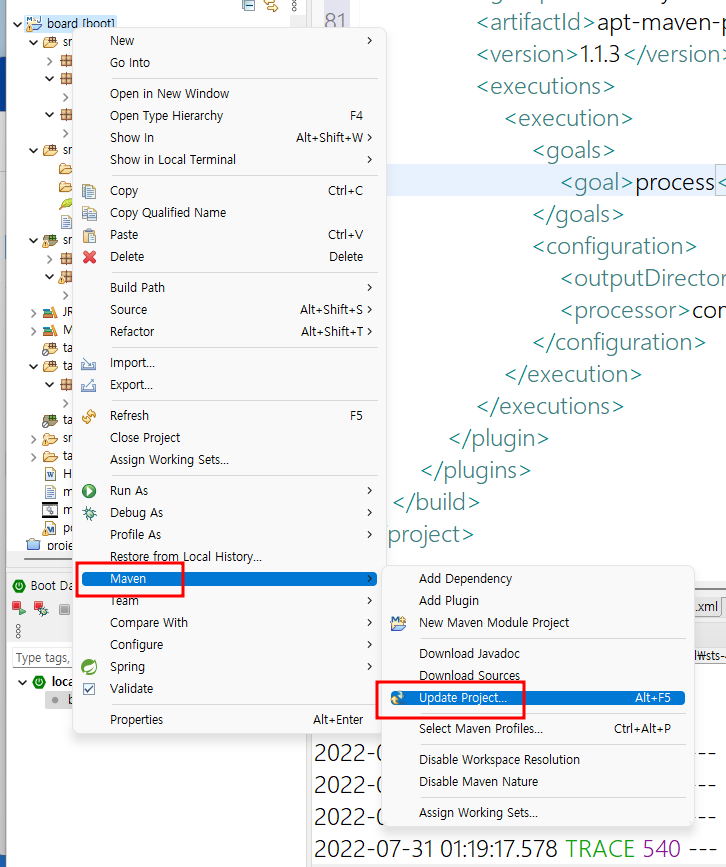 board [boot]
New
Go Into
Open in New Window
Open Type Hierarchy F4
Show In Alt+Shift+W
Show in Local Terminal
Copy Ctrl+C
Copy Qualified Name
Paste Ctrl+V
Delete Delete
Build Path
Source Alt+Shift+S
Refactor Alt+Shift+T
Import...
Export...
Refresh F5
Close Project
Assign Working Sets...
Run As
Debug As
Profile As
Restore from Local History...
Maven
Team
Compare With
Configure
Spring
Validate
Properties Alt+Enter
Add Dependency
Add Plugin
New Maven Module Project
Download Javadoc
Download Sources
Update Project... Alt+F5
Select Maven Profiles... Ctrl+Alt+P
Disable Workspace Resolution
Disable Maven Nature
Assign Working Sets...
81
<artifactId>apt-maven-p
<version>1.1.3</version>
<executions>
<execution>
<goals>
<goal>process<
</goals>
<configuration>
<outputDirector
<processor>con
</configuration>
</execution>
</executions>
</plugin>
</plugins>
</build>
project>
Boot Da
Type tags,
loca
.xml
2022-0
2022-0
2022-0
2022-07-31 01:19:17.578 TRACE 540 ---